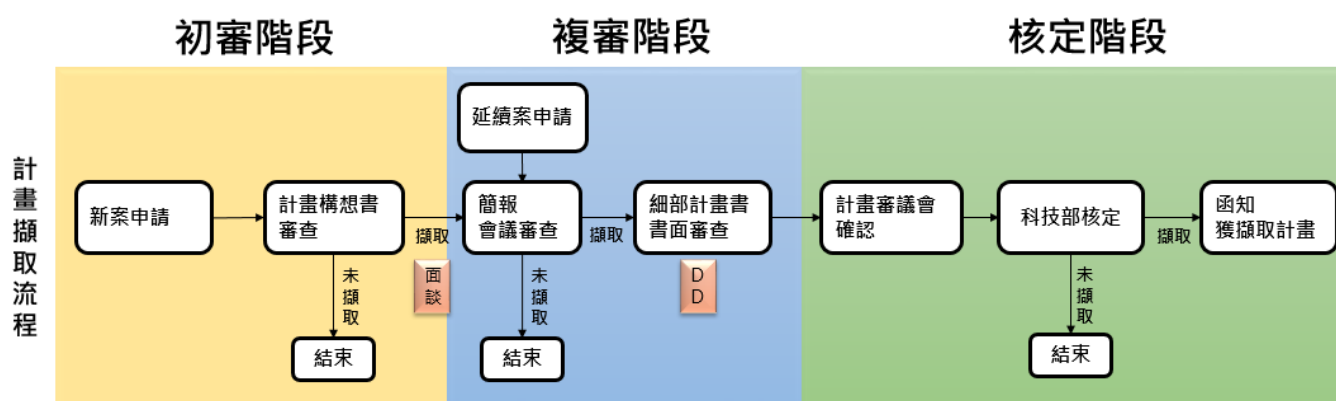 初審階段
複審階段
核定階段
計畫擷取流程
新案申請
計畫構想書
審查
擷取
面談
未擷取
結束
延續案申請
簡報
會議審查
擷取
未擷取
結束
細部計畫書
書面審查
DD
計畫審議會
確認
科技部核定
擷取
未擷取
結束
函知
獲擷取計畫